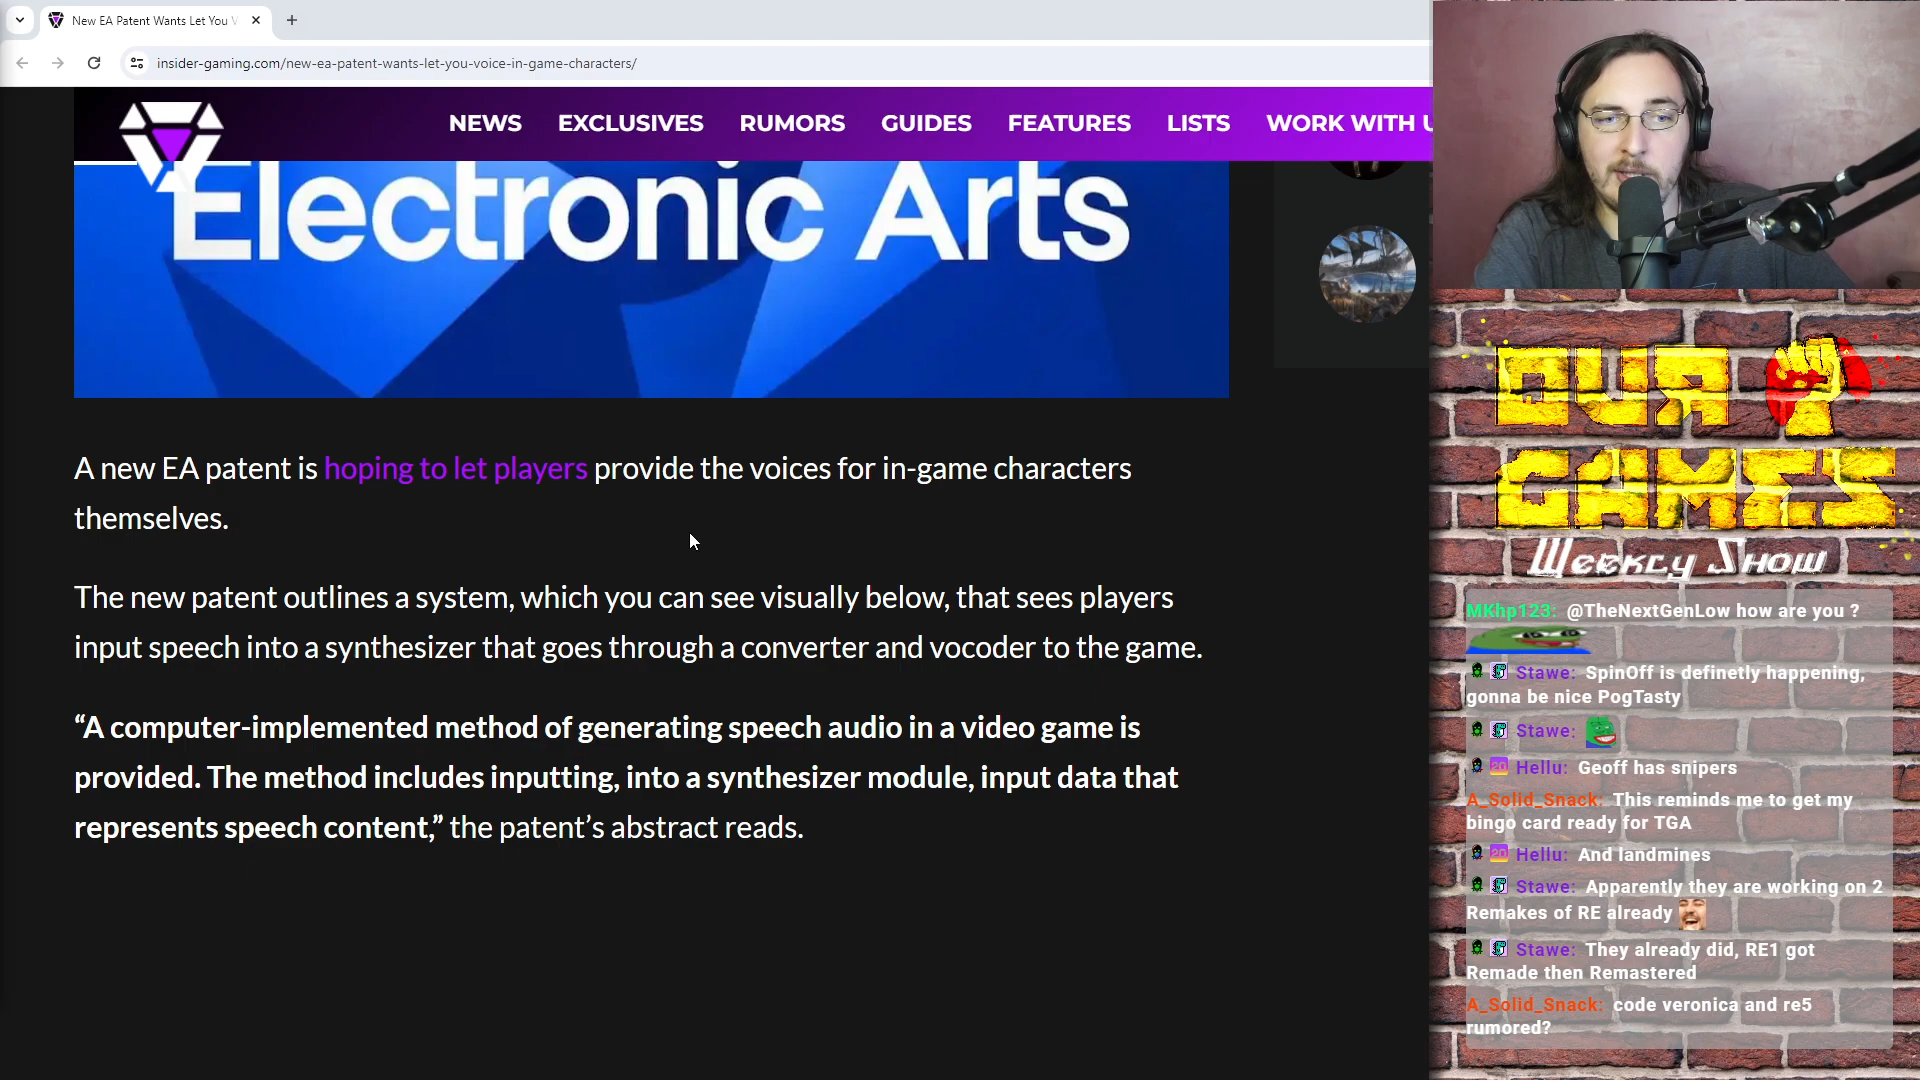 New EA Patent Wants Let You V
insider-gaming.com/new-ea-patent-wants-let-you-voice-in-game-characters/
NEWS EXCLUSIVES RUMORS GUIDES FEATURES LISTS WORK WITH U
Electronic Arts
A new EA patent is hoping to let players provide the voices for in-game characters
themselves.
The new patent outlines a system, which you can see visually below, that sees players
input speech into a synthesizer that goes through a converter and vocoder to the game.
“A computer-implemented method of generating speech audio in a video game is
provided. The method includes inputting, into a synthesizer module, input data that
represents speech content,” the patent’s abstract reads.
OUR
GAMES
Weekly Show
MKhp123: @TheNextGenLow how are you ?
Stawe: SpinOff is definetly happening,
gonna be nice PogTasty
Stawe:
Hellu: Geoff has snipers
A_Solid_Snack: This reminds me to get my
bingo card ready for TGA
Hellu: And landmines
Stawe: Apparently they are working on 2
Remakes of RE already
Stawe: They already did, RE1 got
Remade then Remastered
A_Solid_Snack: code veronica and re5
rumored?